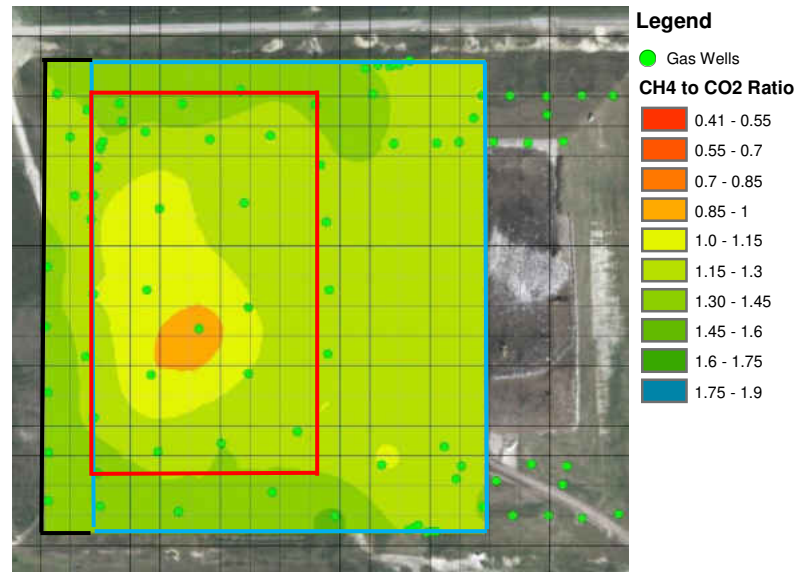 Legend
Gas Wells
CH4 to CO2 Ratio
0.41 - 0.55
0.55 - 0.7
0.7 - 0.85
0.85 - 1
1.0 - 1.15
1.15 - 1.3
1.30 - 1.45
1.45 - 1.6
1.6 - 1.75
1.75 - 1.9